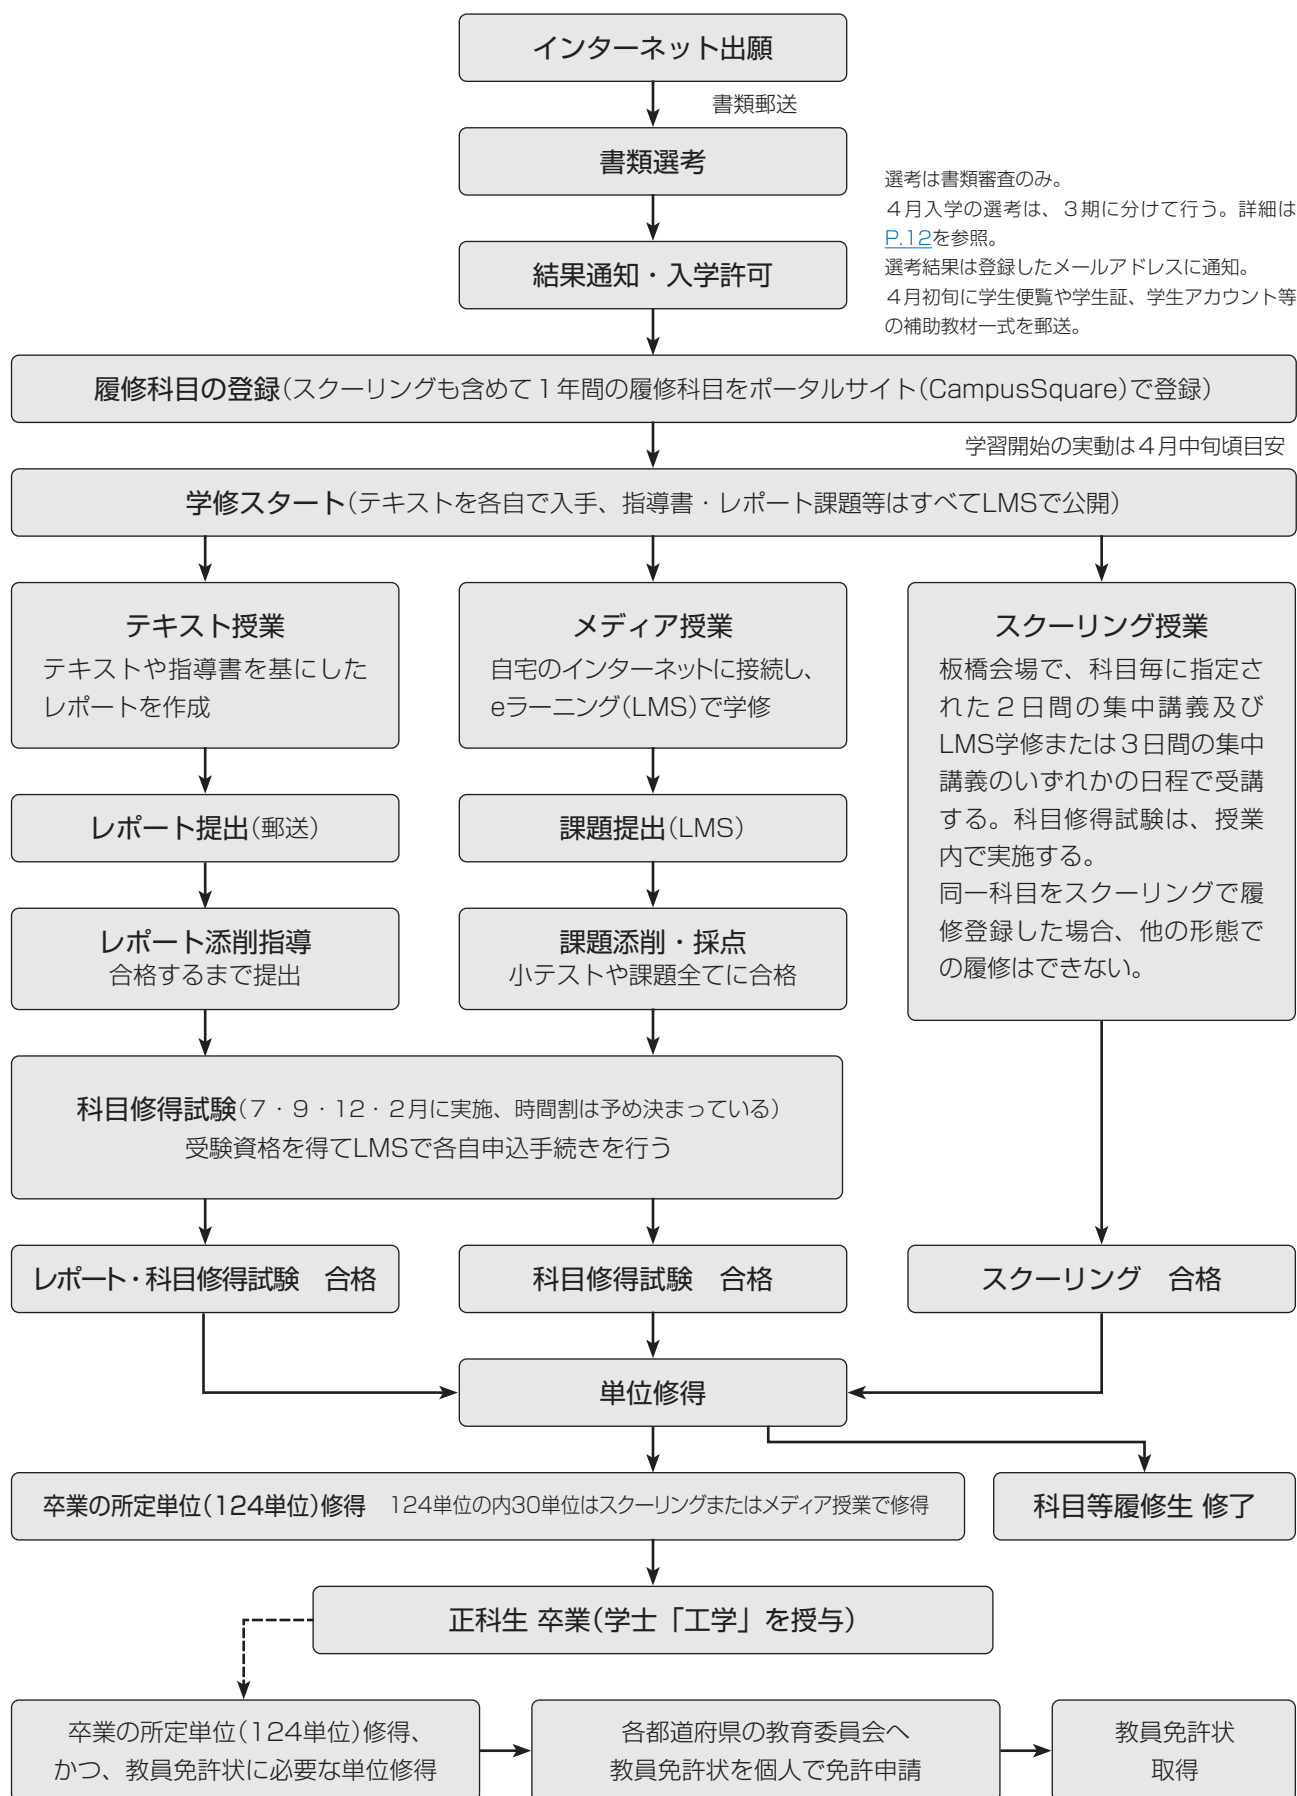 インターネット出願
書類郵送
書類選考
選考は書類審査のみ。
４月入学の選考は、３期に分けて行う。詳細は
P.12を参照。
選考結果は登録したメールアドレスに通知。
４月初旬に学生便覧や学生証、学生アカウント等
の補助教材一式を郵送。
結果通知・入学許可
履修科目の登録（スクーリングも含めて１年間の履修科目をポータルサイト（CampusSquare）で登録）
学習開始の実動は４月中旬頃目安
学修スタート（テキストを各自で入手、指導書・レポート課題等はすべてLMSで公開）
テキスト授業
テキストや指導書を基にした
レポートを作成
レポート提出（郵送）
レポート添削指導
合格するまで提出
メディア授業
自宅のインターネットに接続し、
eラーニング（LMS）で学修
課題提出（LMS）
課題添削・採点
小テストや課題全てに合格
スクーリング授業
板橋会場で、科目毎に指定さ
れた２日間の集中講義及び
LMS学修または３日間の集中
講義のいずれかの日程で受講
する。科目修得試験は、授業
内で実施する。
同一科目をスクーリングで履
修登録した場合、他の形態で
の履修はできない。
科目修得試験（７・９・12・２月に実施、時間割は予め決まっている）
受験資格を得てLMSで各自申込手続きを行う
レポート・科目修得試験　合格
科目修得試験　合格
スクーリング　合格
単位修得
卒業の所定単位（124単位）修得　124単位の内30単位はスクーリングまたはメディア授業で修得
科目等履修生 修了
正科生 卒業（学士「工学」を授与）
卒業の所定単位（124単位）修得、
かつ、教員免許状に必要な単位修得
各都道府県の教育委員会へ
教員免許状を個人で免許申請
教員免許状
取得